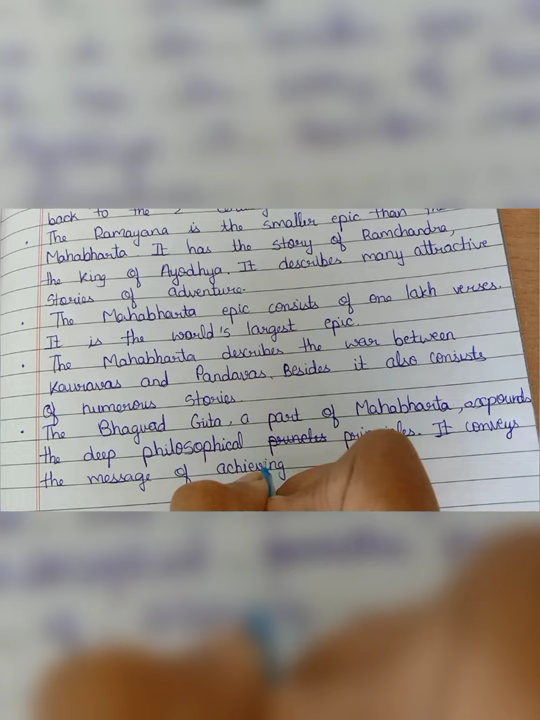 back to the 2
• The Ramayana is the smaller epic than the
Mahabharta. It has the story of Ramchandra,
the King of Ayodhya. It describes many attractive
stories of adventure.
• The Mahabharta epic consists of one lakh verses.
It is the world's largest epic.
• The Mahabharta describes the war between
Kauravas and Pandavas. Besides it also consists
of humorous stories.
• The Bhagvad Gita, a part of Mahabharta, expounds
the deep philosophical principles. It conveys
the message of achieving